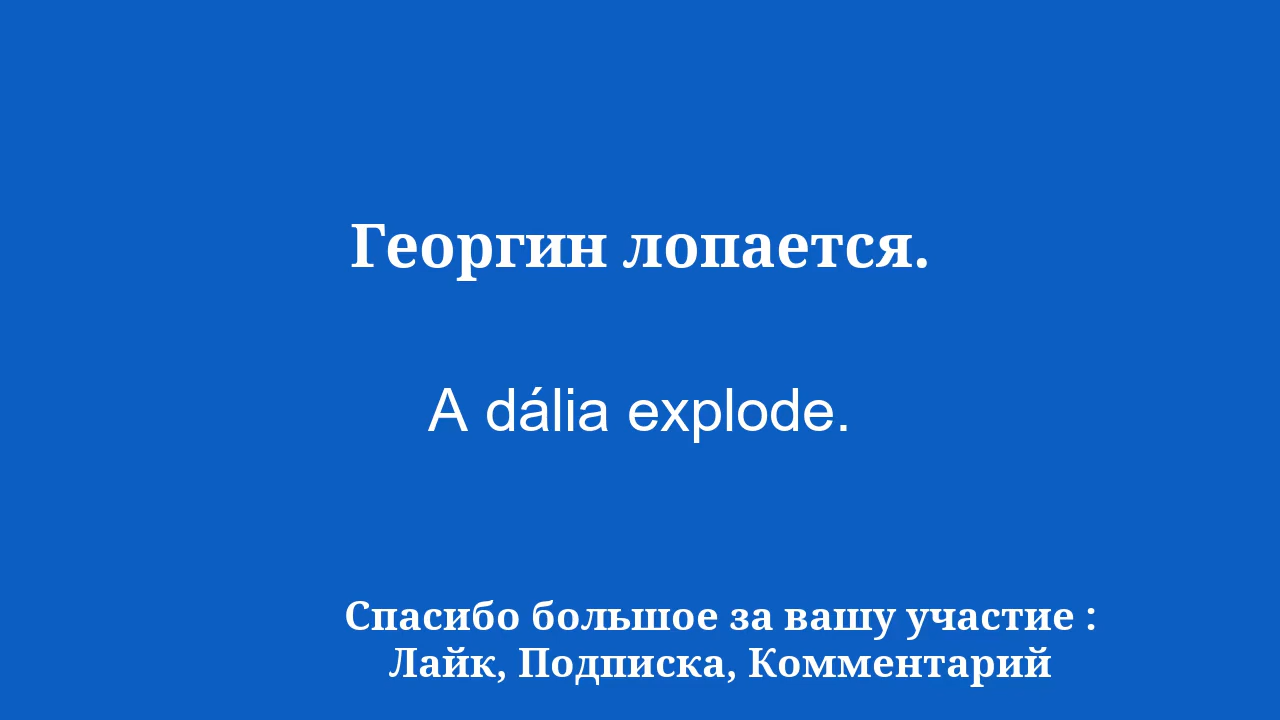 Георгин лопается.
A dália explode.
Спасибо большое за вашу участие :
Лайк, Подписка, Комментарий